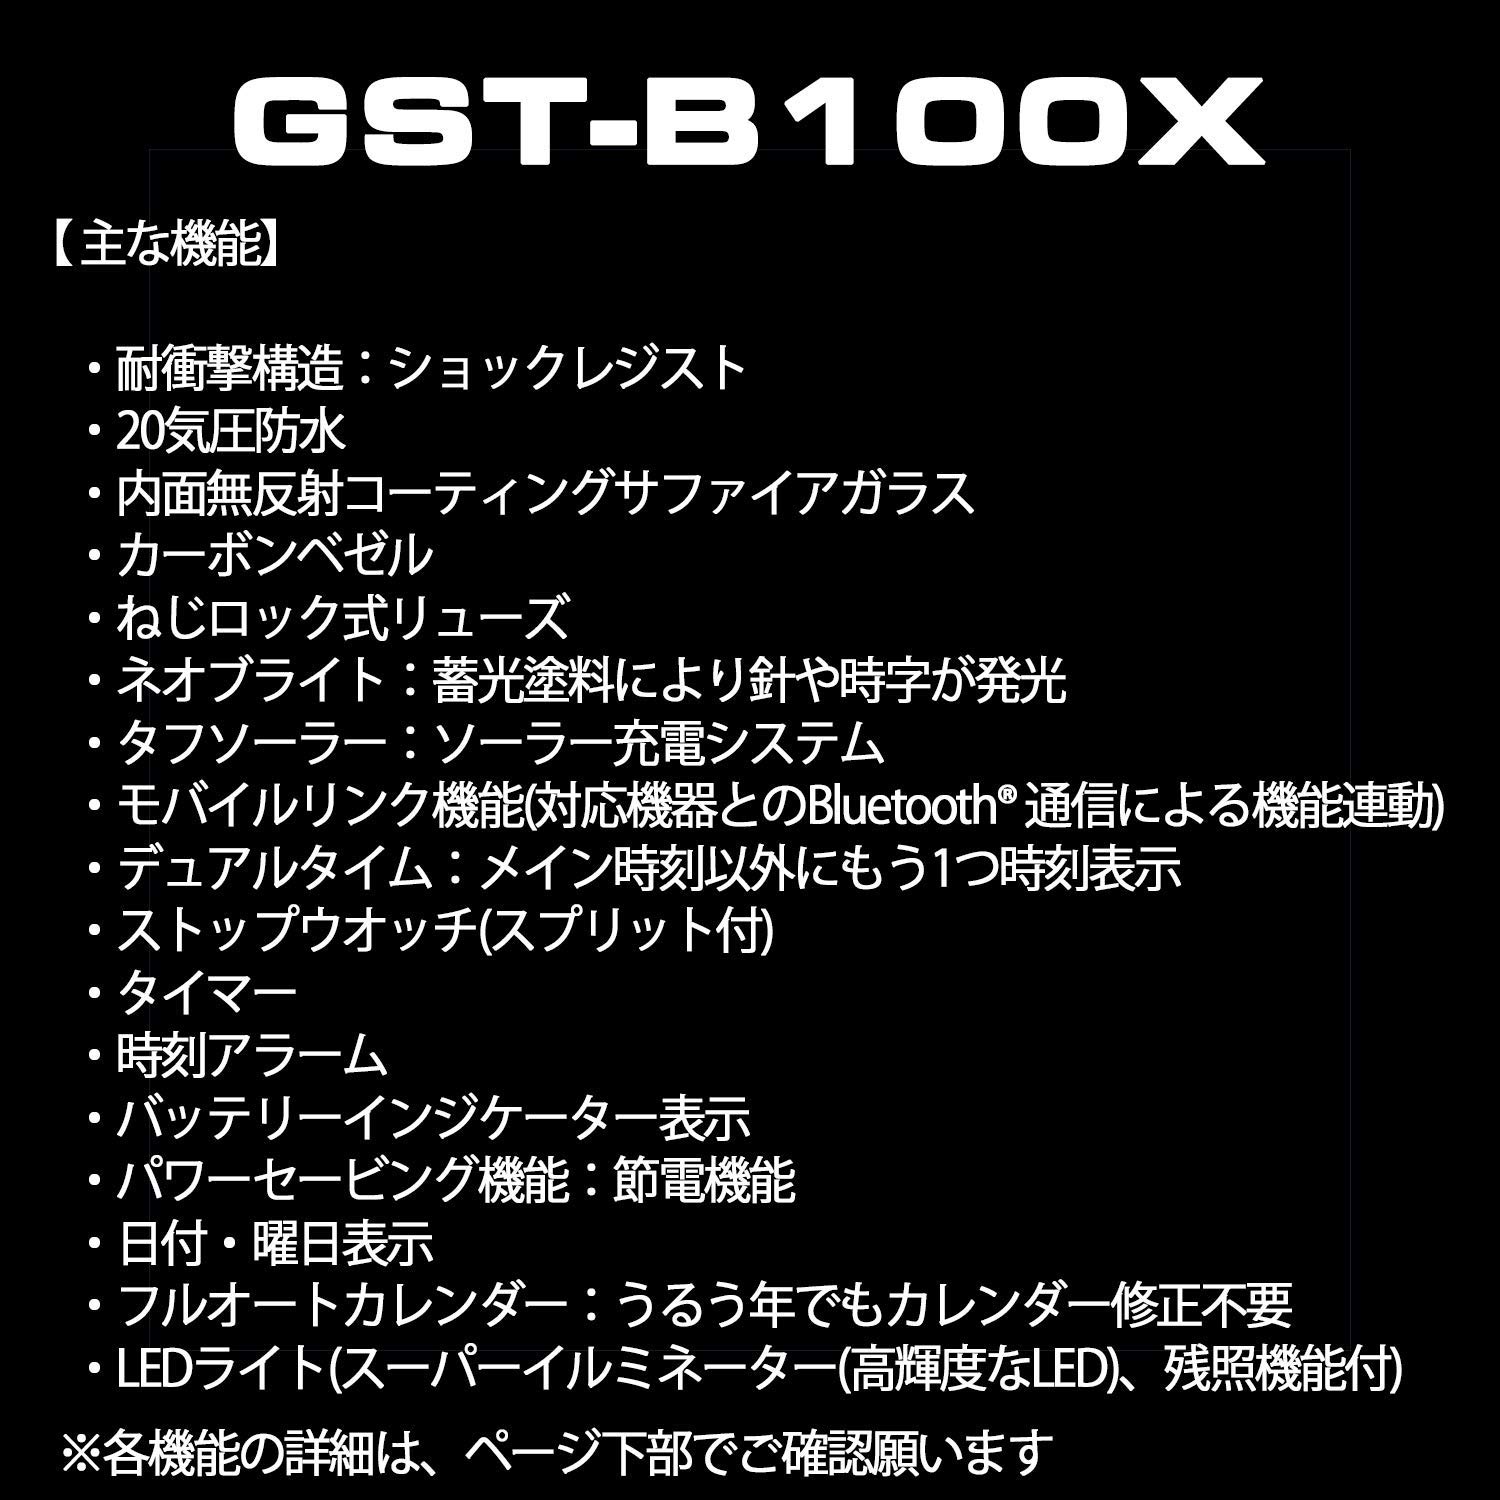 GST-B100X
【主な機能】
・耐衝撃構造：ショックレジスト
・20気圧防水
・内面無反射コーティングサファイアガラス
・カーボンベゼル
・ねじロック式リューズ
・ネオブライト：蓄光塗料により針や時字が発光
・タフソーラー：ソーラー充電システム
・モバイルリンク機能(対応機器とのBluetooth®通信による機能連動)
・デュアルタイム：メイン時刻以外にもう1つ時刻表示
・ストップウオッチ(スプリット付)
・タイマー
・時刻アラーム
・バッテリーインジケーター表示
・パワーセービング機能：節電機能
・日付・曜日表示
・フルオートカレンダー：うるう年でもカレンダー修正不要
・LEDライト(スーパーイルミネーター(高輝度なLED)、残照機能付)
※各機能の詳細は、ページ下部でご確認願います